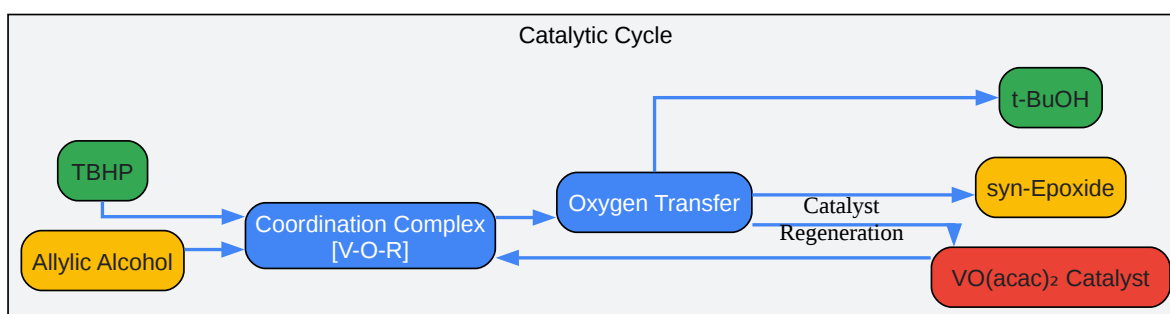 Catalytic Cycle
t-BuOH
TBHP
syn-Epoxide
Oxygen Transfer
Catalyst
Regeneration
Coordination Complex
[V-O-R]
Allylic Alcohol
VO(acac)₂ Catalyst